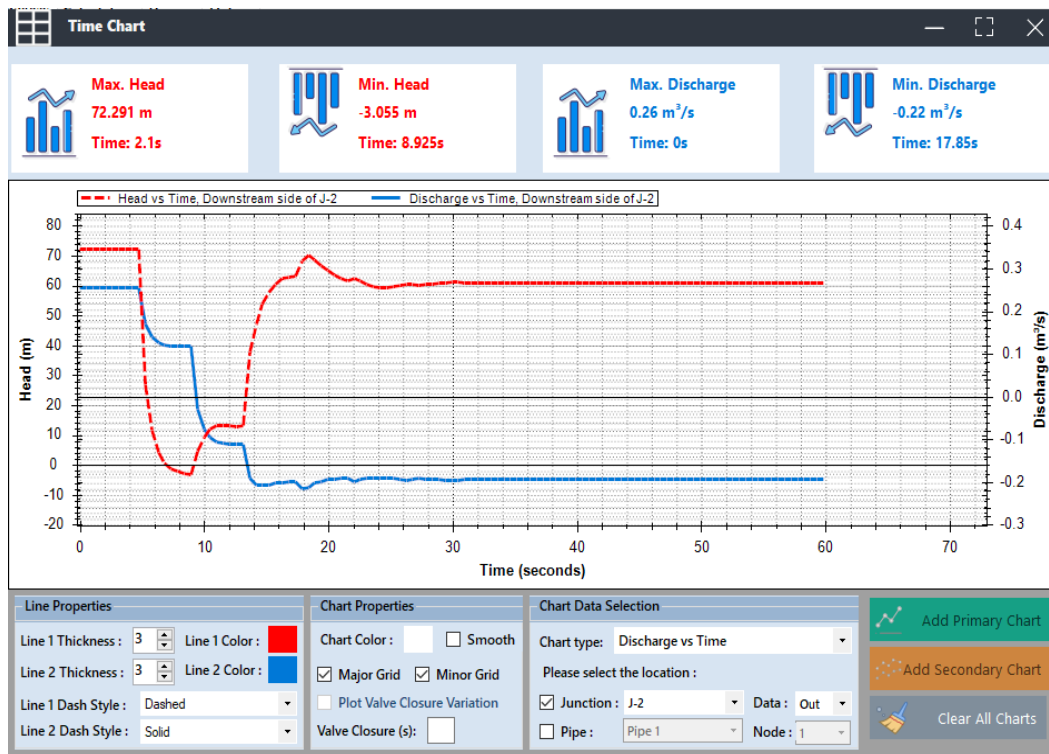 Time Chart
Max. Head
72.291 m
Time: 2.1s
Min. Head
-3.055 m
Time: 8.925s
Max. Discharge
0.26 m³/s
Time: 0s
Min. Discharge
-0.22 m³/s
Time: 17.85s
Head vs Time, Downstream side of J-2
Discharge vs Time, Downstream side of J-2
Head (m)
80
70
60
50
40
30
20
10
0
-10
-20
0.4
0.3
0.2
0.1
0.0
-0.1
-0.2
-0.3
Discharge (m³/s)
0 10 20 30 40 50 60 70
Time (seconds)
Line Properties
Line 1 Thickness : 3 Line 1 Color :
Line 2 Thickness : 3 Line 2 Color :
Line 1 Dash Style : Dashed
Line 2 Dash Style : Solid
Chart Properties
Chart Color : Smooth
Major Grid Minor Grid
Plot Valve Closure Variation
Valve Closure (s):
Chart Data Selection
Chart type: Discharge vs Time
Please select the location :
Junction : J-2 Data : Out
Pipe : Pipe 1 Node : 1
Add Primary Chart
Add Secondary Chart
Clear All Charts